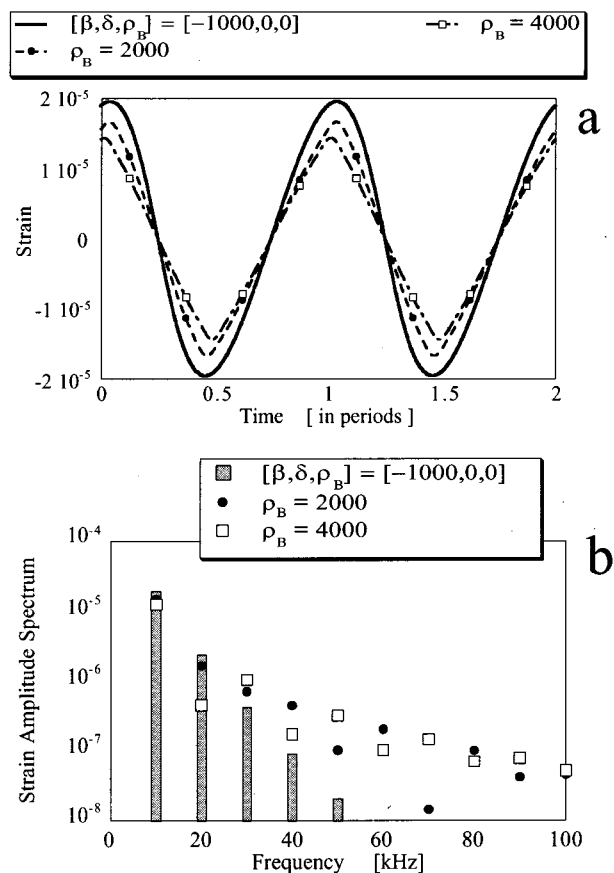 [β,δ,ρ_B] = [-1000,0,0]
ρ_B = 4000
ρ_B = 2000
a
2 10^-5
1 10^-5
0
-1 10^-5
-2 10^-5
Strain
0 0.5 1 1.5 2
Time [ in periods ]
[β,δ,ρ_B] = [-1000,0,0]
ρ_B = 2000
ρ_B = 4000
b
10^-4
10^-5
10^-6
10^-7
10^-8
Strain Amplitude Spectrum
0 20 40 60 80 100
Frequency [kHz]